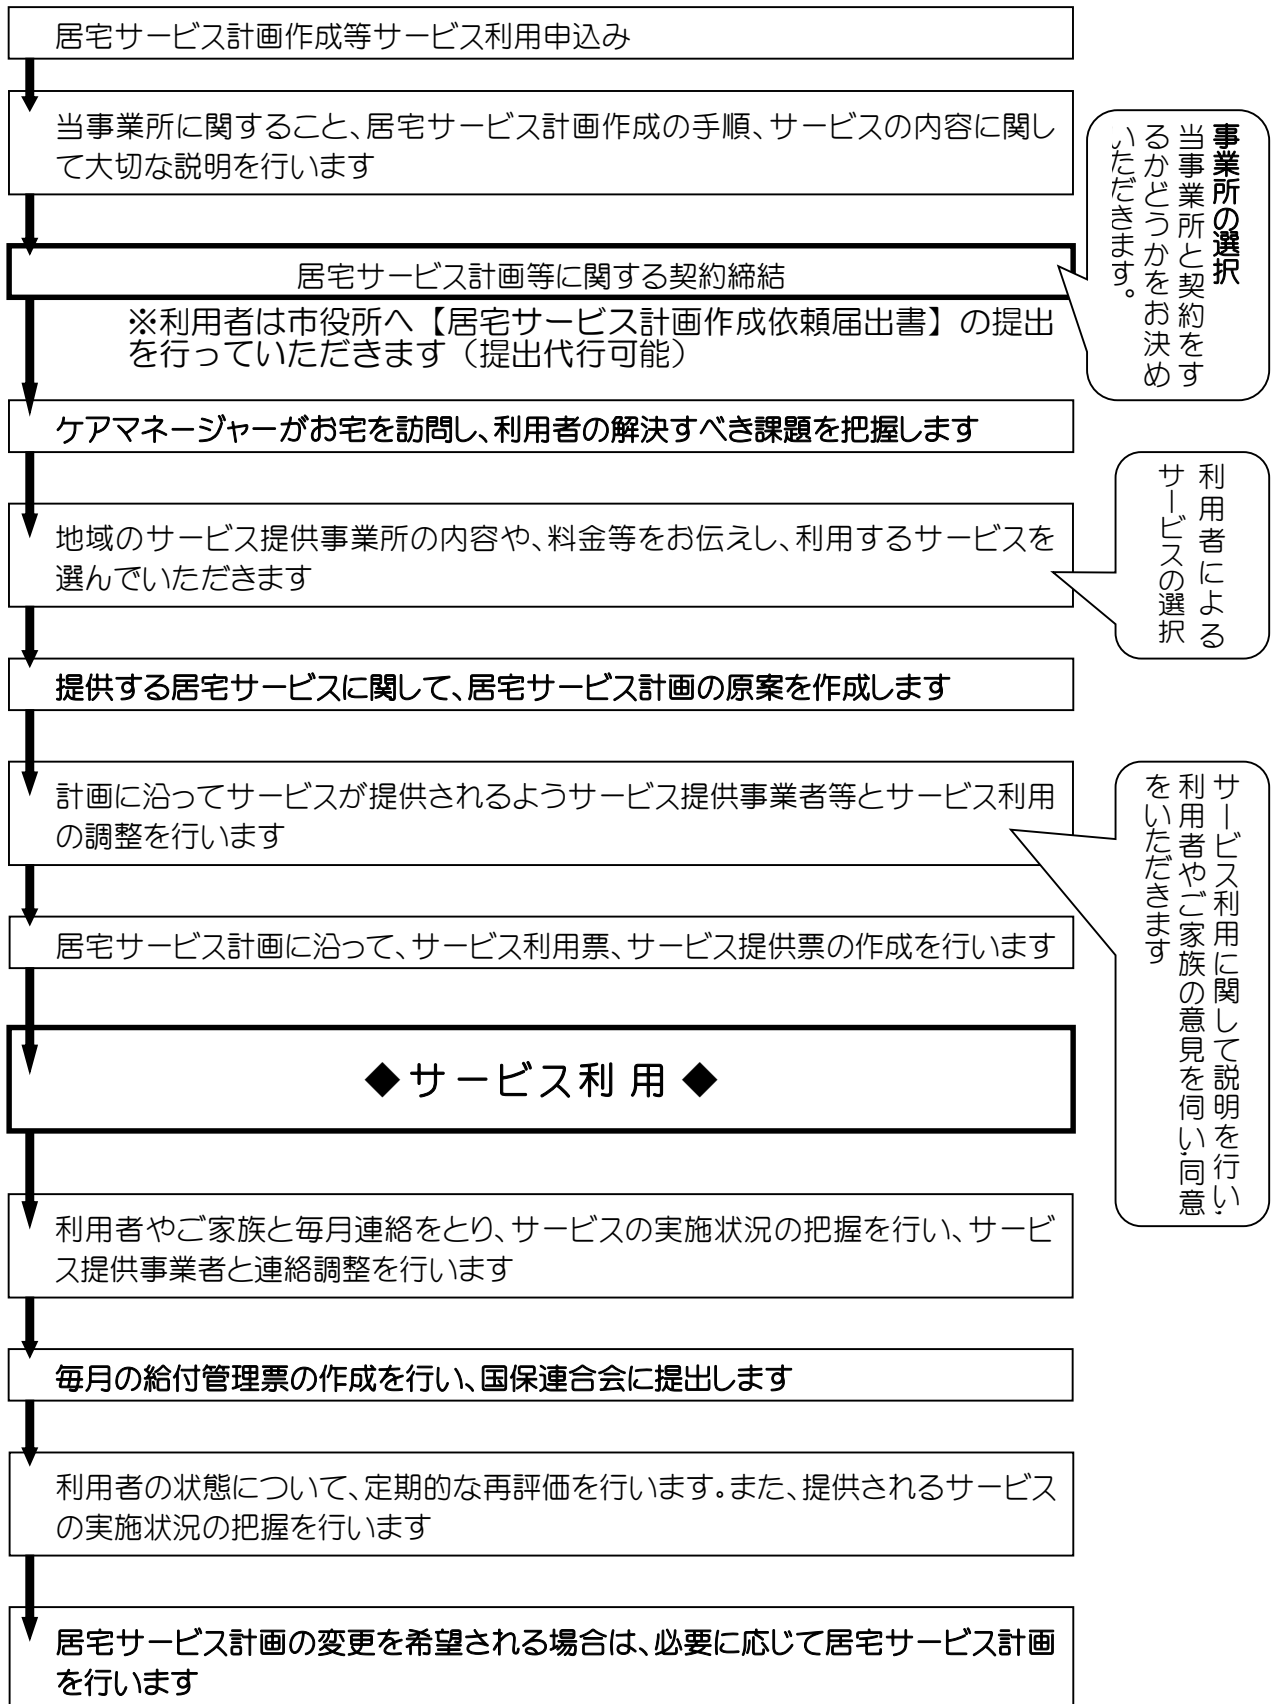 居宅サービス計画作成等サービス利用申込み
当事業所に関すること、居宅サービス計画作成の手順、サービスの内容に関し
て大切な説明を行います
事業所の選択
当事業所と契約をす
るかどうかをお決め
いただきます。
居宅サービス計画等に関する契約締結
※利用者は市役所へ【居宅サービス計画作成依頼届出書】の提出
を行っていただきます（提出代行可能）
ケアマネージャーがお宅を訪問し、利用者の解決すべき課題を把握します
地域のサービス提供事業所の内容や、料金等をお伝えし、利用するサービスを
選んでいただきます
利用者による
サービスの選択
提供する居宅サービスに関して、居宅サービス計画の原案を作成します
計画に沿ってサービスが提供されるようサービス提供事業者等とサービス利用
の調整を行います
サービス利用に関して説明を行い、
利用者やご家族の意見を伺い、同意
をいただきます
居宅サービス計画に沿って、サービス利用票、サービス提供票の作成を行います
◆サービス利用◆
利用者やご家族と毎月連絡をとり、サービスの実施状況の把握を行い、サービ
ス提供事業者と連絡調整を行います
毎月の給付管理票の作成を行い、国保連合会に提出します
利用者の状態について、定期的な再評価を行います。また、提供されるサービス
の実施状況の把握を行います
居宅サービス計画の変更を希望される場合は、必要に応じて居宅サービス計画
を行います